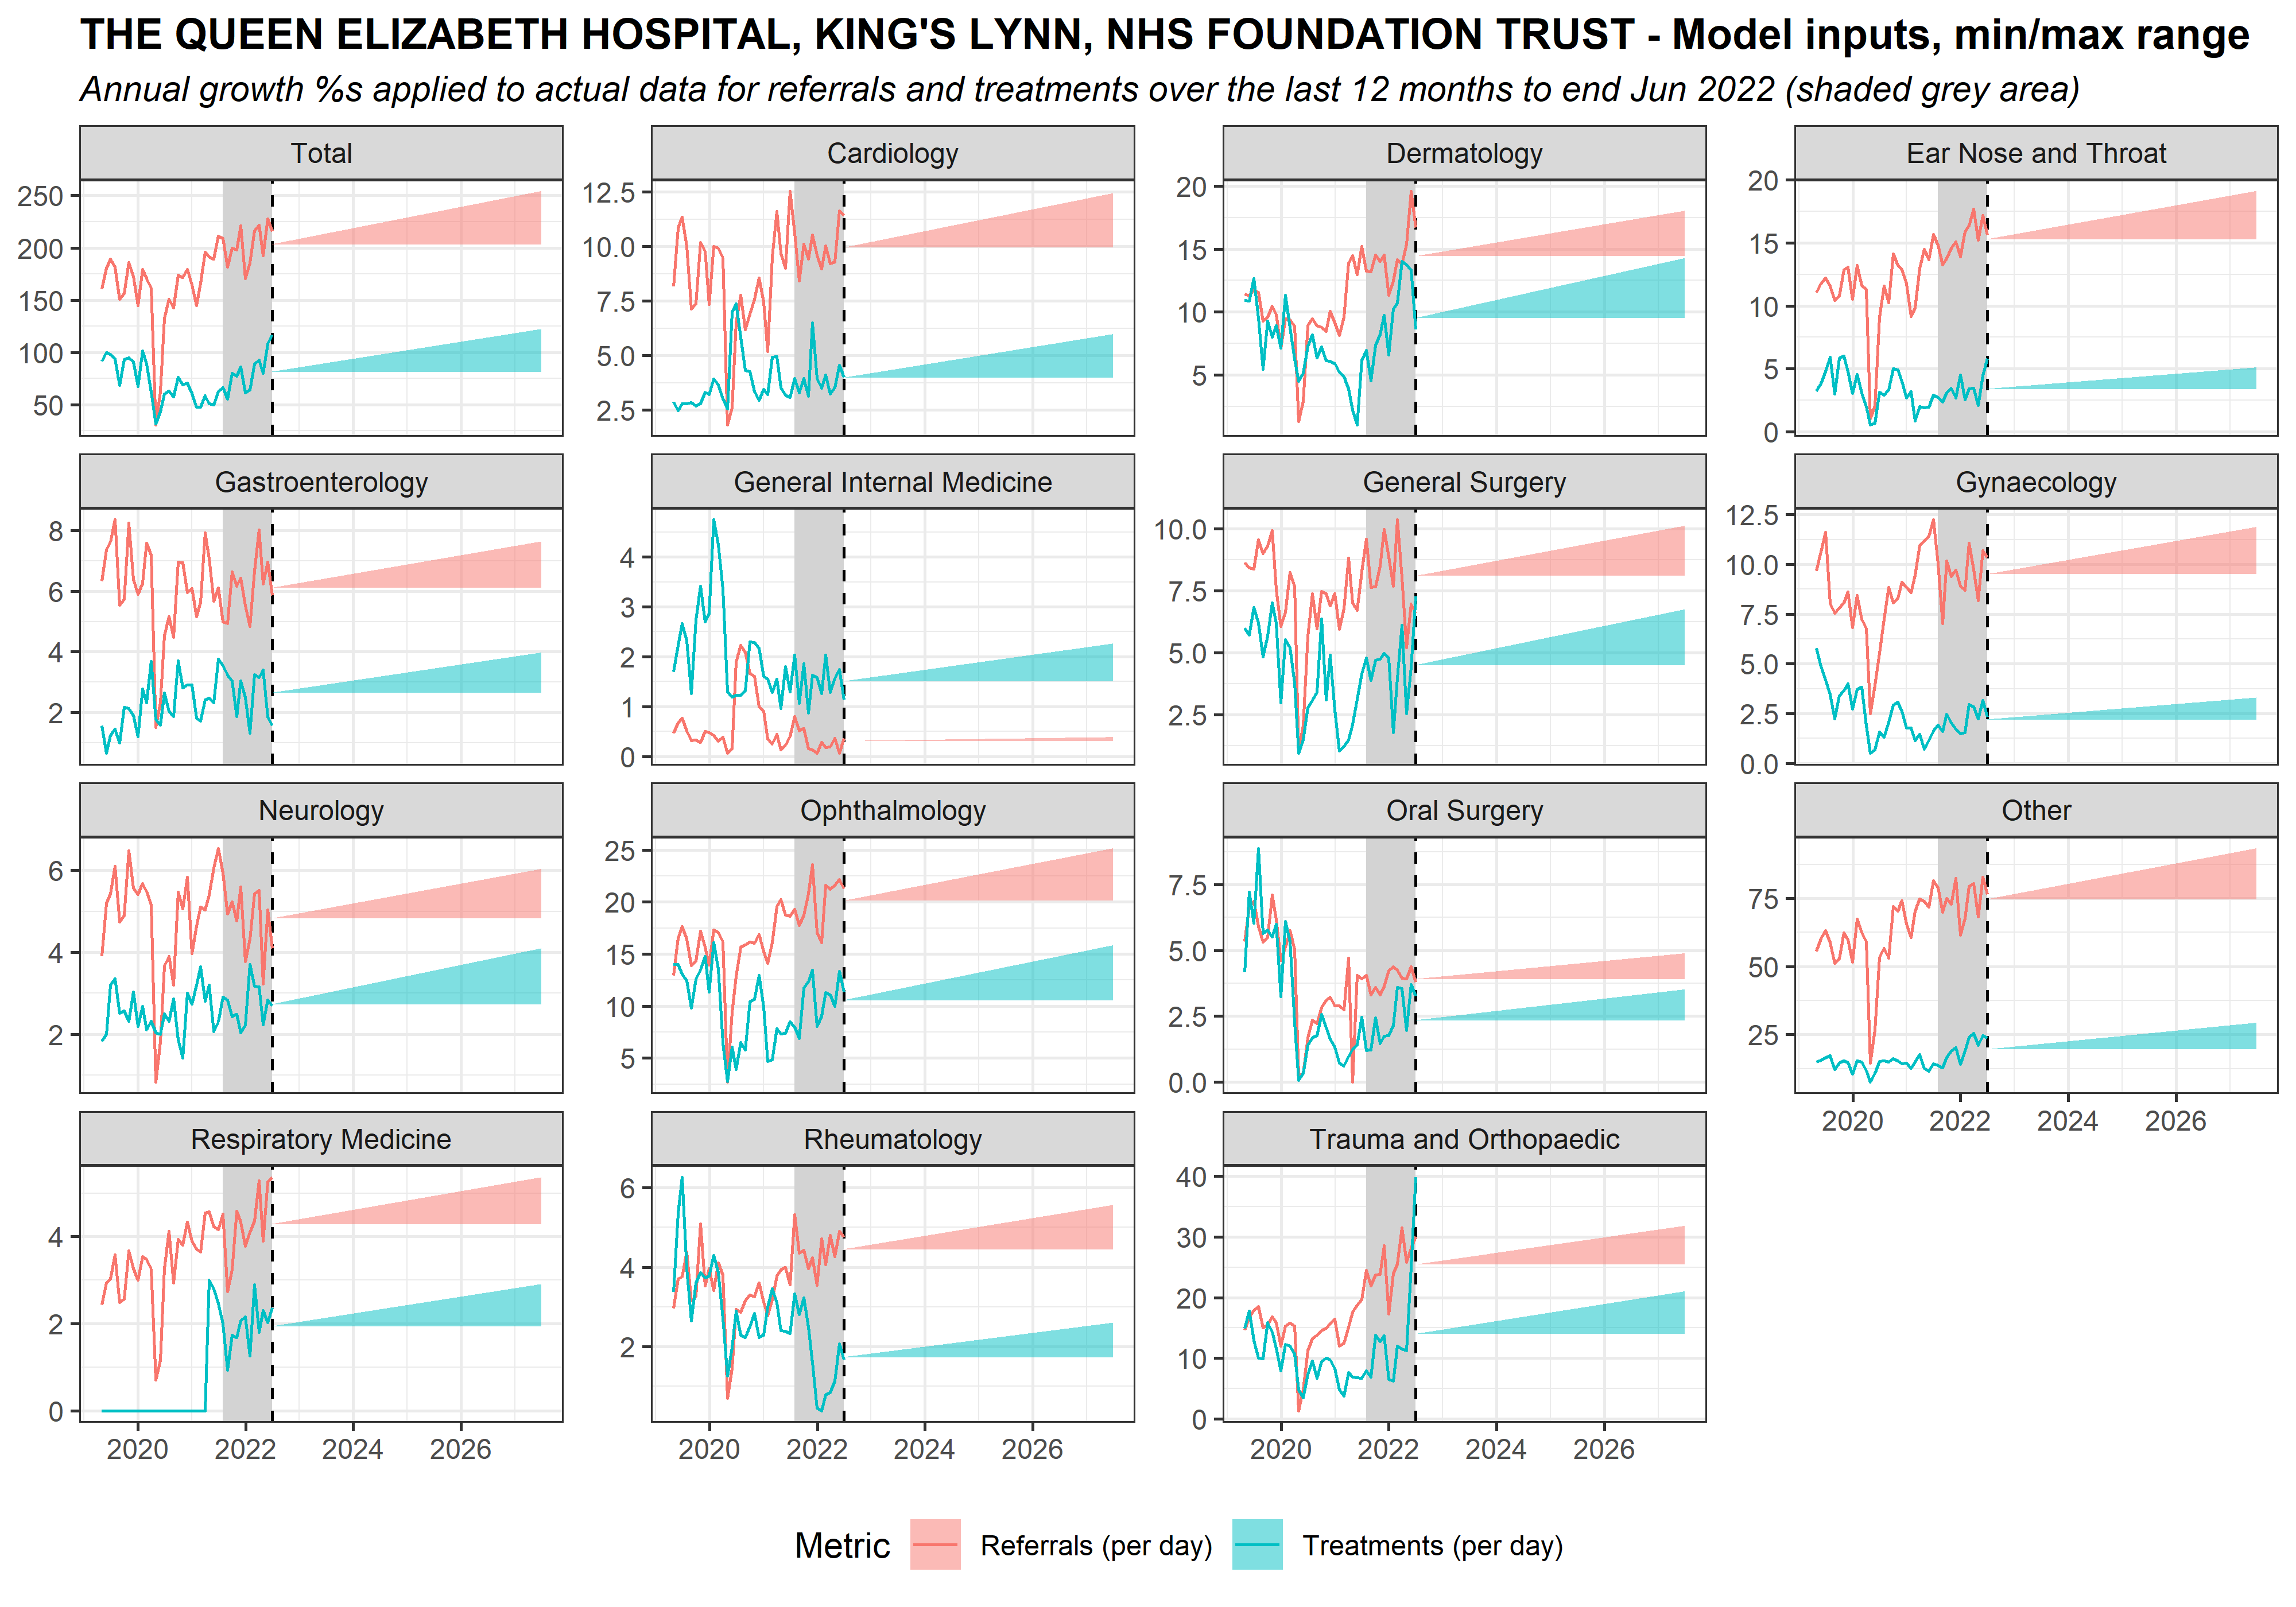 THE QUEEN ELIZABETH HOSPITAL, KING'S LYNN, NHS FOUNDATION TRUST - Model inputs, min/max range
Annual growth %s applied to actual data for referrals and treatments over the last 12 months to end Jun 2022 (shaded grey area)
Total
250
200
150
100
50
Cardiology
12.5
10.0
7.5
5.0
2.5
Dermatology
20
15
10
5
Ear Nose and Throat
20
15
10
5
0
Gastroenterology
8
6
4
2
General Internal Medicine
4
3
2
1
0
General Surgery
10.0
7.5
5.0
2.5
Gynaecology
12.5
10.0
7.5
5.0
2.5
0.0
Neurology
6
4
2
Ophthalmology
25
20
15
10
5
Oral Surgery
7.5
5.0
2.5
0.0
Other
75
50
25
2020 2022 2024 2026
Respiratory Medicine
4
2
0
2020 2022 2024 2026
Rheumatology
6
4
2
2020 2022 2024 2026
Trauma and Orthopaedic
40
30
20
10
0
2020 2022 2024 2026
Metric Referrals (per day) Treatments (per day)